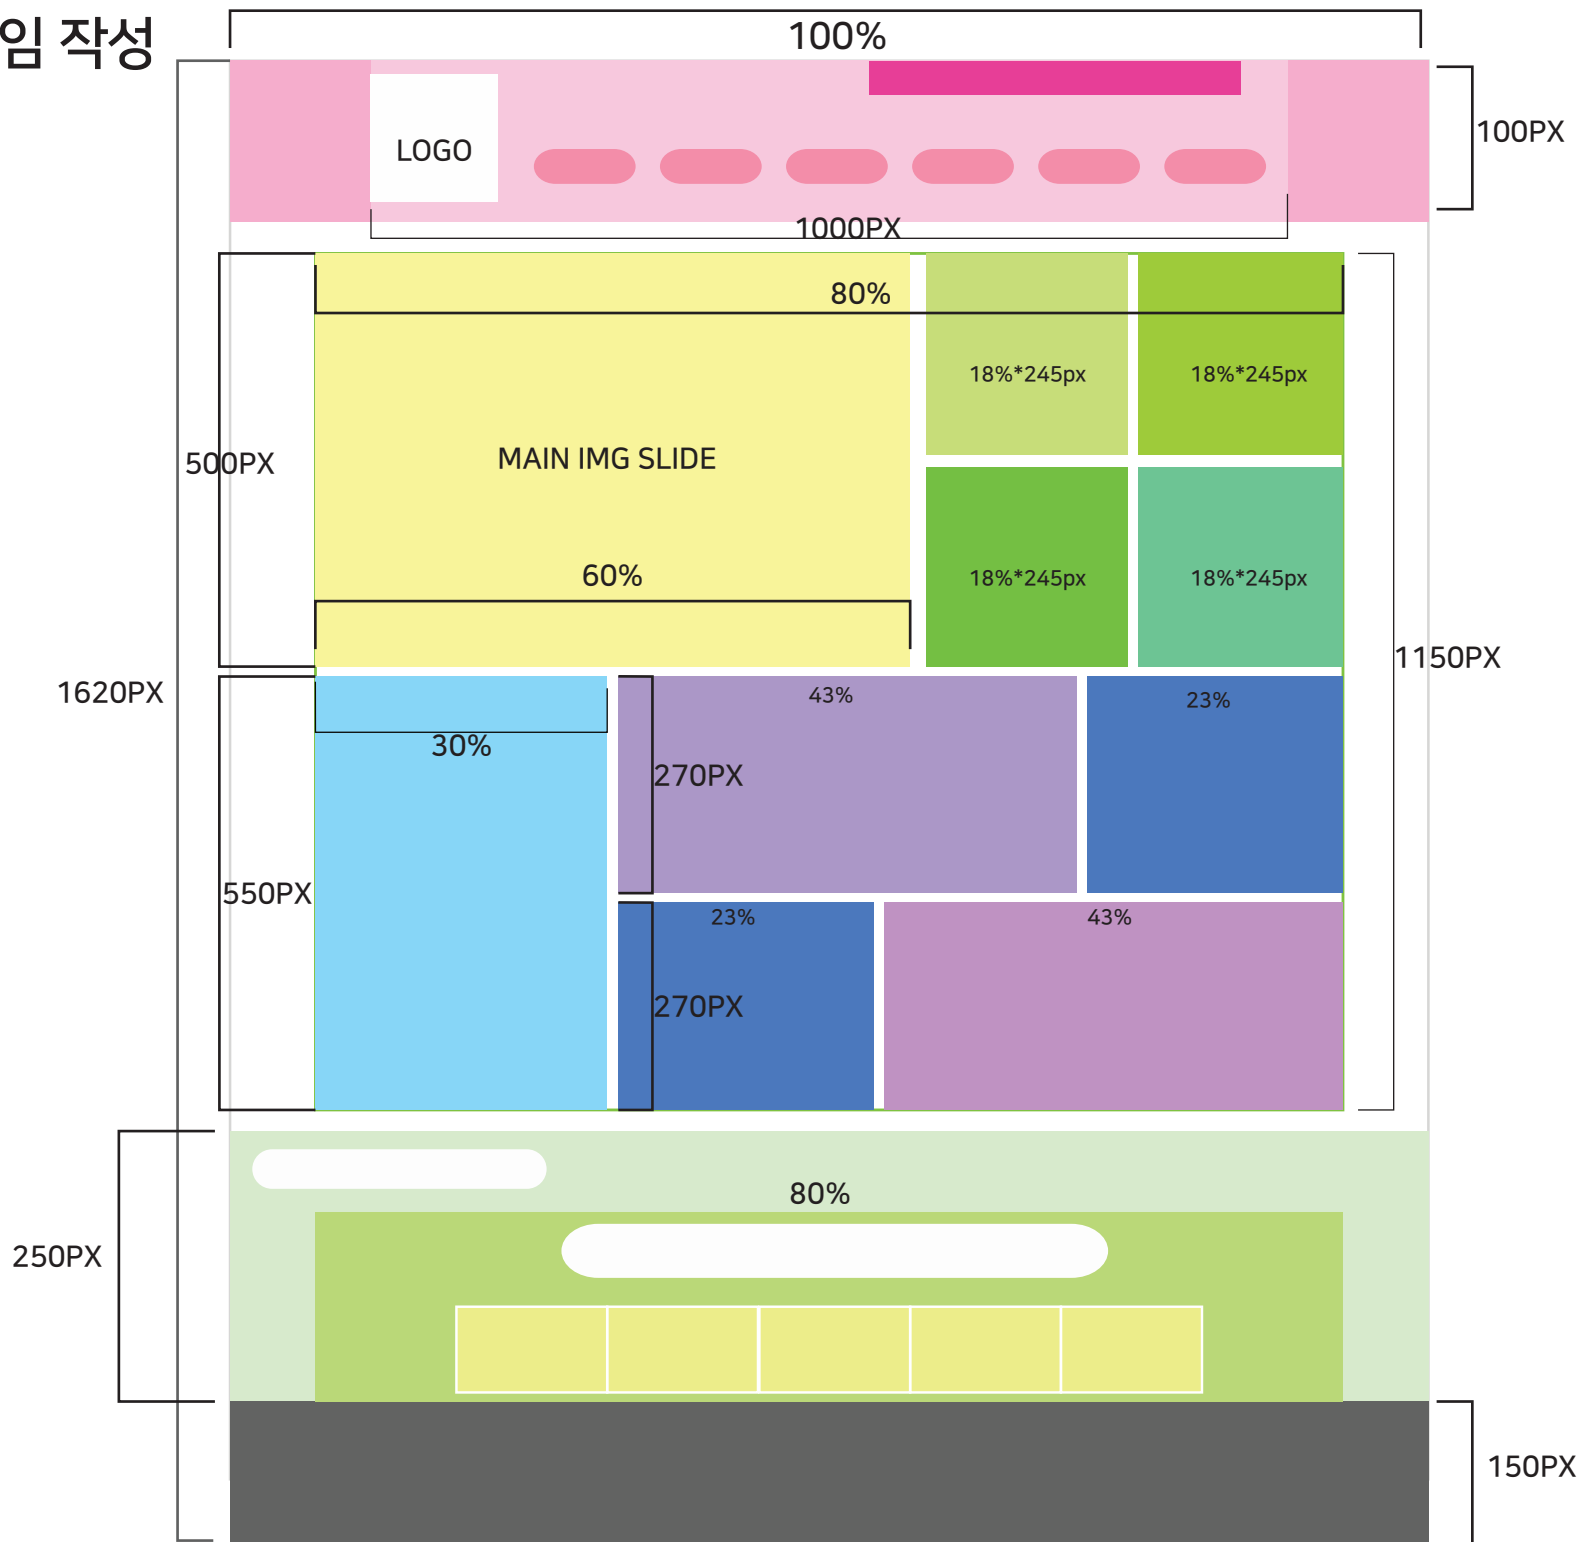 임 작성
100%
100PX
LOGO
1000PX
80%
18%*245px
18%*245px
500PX
MAIN IMG SLIDE
60%
18%*245px
18%*245px
1150PX
1620PX
43%
23%
30%
270PX
550PX
23%
43%
270PX
80%
250PX
150PX